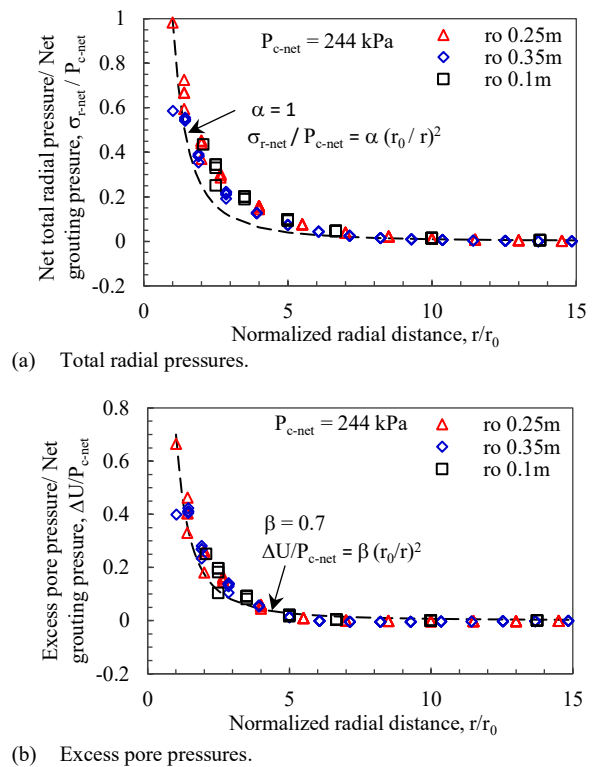 1
0.8
0.6
0.4
0.2
0
-0.2
Net total radial pressure/ Net
grouting presure, σr-net / Pc-net
Pc-net = 244 kPa
ro 0.25m
ro 0.35m
ro 0.1m
α = 1
σr-net / Pc-net = α (r0 / r)2
0 5 10 15
Normalized radial distance, r/r0
(a) Total radial pressures.
0.8
0.6
0.4
0.2
0
-0.2
Excess pore pressure/ Net
grouting presure, ΔU/Pc-net
Pc-net = 244 kPa
ro 0.25m
ro 0.35m
ro 0.1m
β = 0.7
ΔU/Pc-net = β (r0/r)2
0 5 10 15
Normalized radial distance, r/r0
(b) Excess pore pressures.